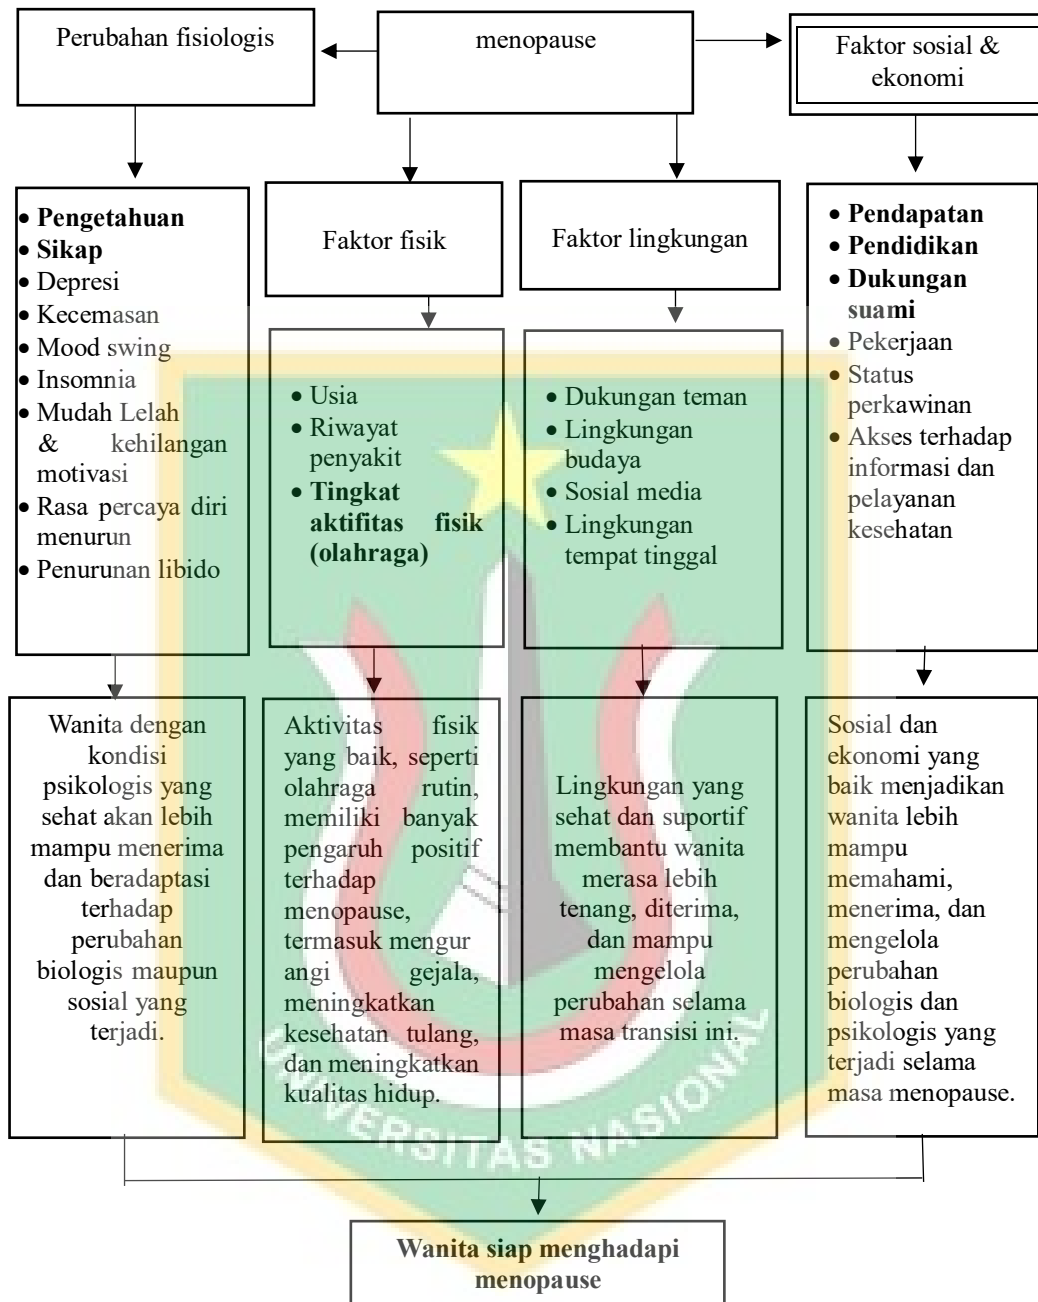 Perubahan fisiologis
menopause
Faktor sosial &
ekonomi
• Pengetahuan
• Sikap
• Depresi
• Kecemasan
• Mood swing
• Insomnia
• Mudah Lelah
& kehilangan
motivasi
• Rasa percaya diri
menurun
• Penurunan libido
Faktor fisik
Faktor lingkungan
• Pendapatan
• Pendidikan
• Dukungan
suami
• Pekerjaan
• Status
perkawinan
• Akses terhadap
informasi dan
pelayanan
kesehatan
• Usia
• Riwayat
penyakit
• Tingkat
aktifitas fisik
(olahraga)
• Dukungan teman
• Lingkungan
budaya
• Sosial media
• Lingkungan
tempat tinggal
Wanita dengan
kondisi
psikologis yang
sehat akan lebih
mampu menerima
dan beradaptasi
terhadap
perubahan
biologis maupun
sosial yang
terjadi.
Aktivitas fisik
yang baik, seperti
olahraga rutin,
memiliki banyak
pengaruh positif
terhadap
menopause,
termasuk mengur
angi gejala,
meningkatkan
kesehatan tulang,
dan meningkatkan
kualitas hidup.
Lingkungan yang
sehat dan suportif
membantu wanita
merasa lebih
tenang, diterima,
dan mampu
mengelola
perubahan selama
masa transisi ini.
Sosial dan
ekonomi yang
baik menjadikan
wanita lebih
mampu
memahami,
menerima, dan
mengelola
perubahan
biologis dan
psikologis yang
terjadi selama
masa menopause.
UNIVERSITAS NASIONAL
Wanita siap menghadapi
menopause